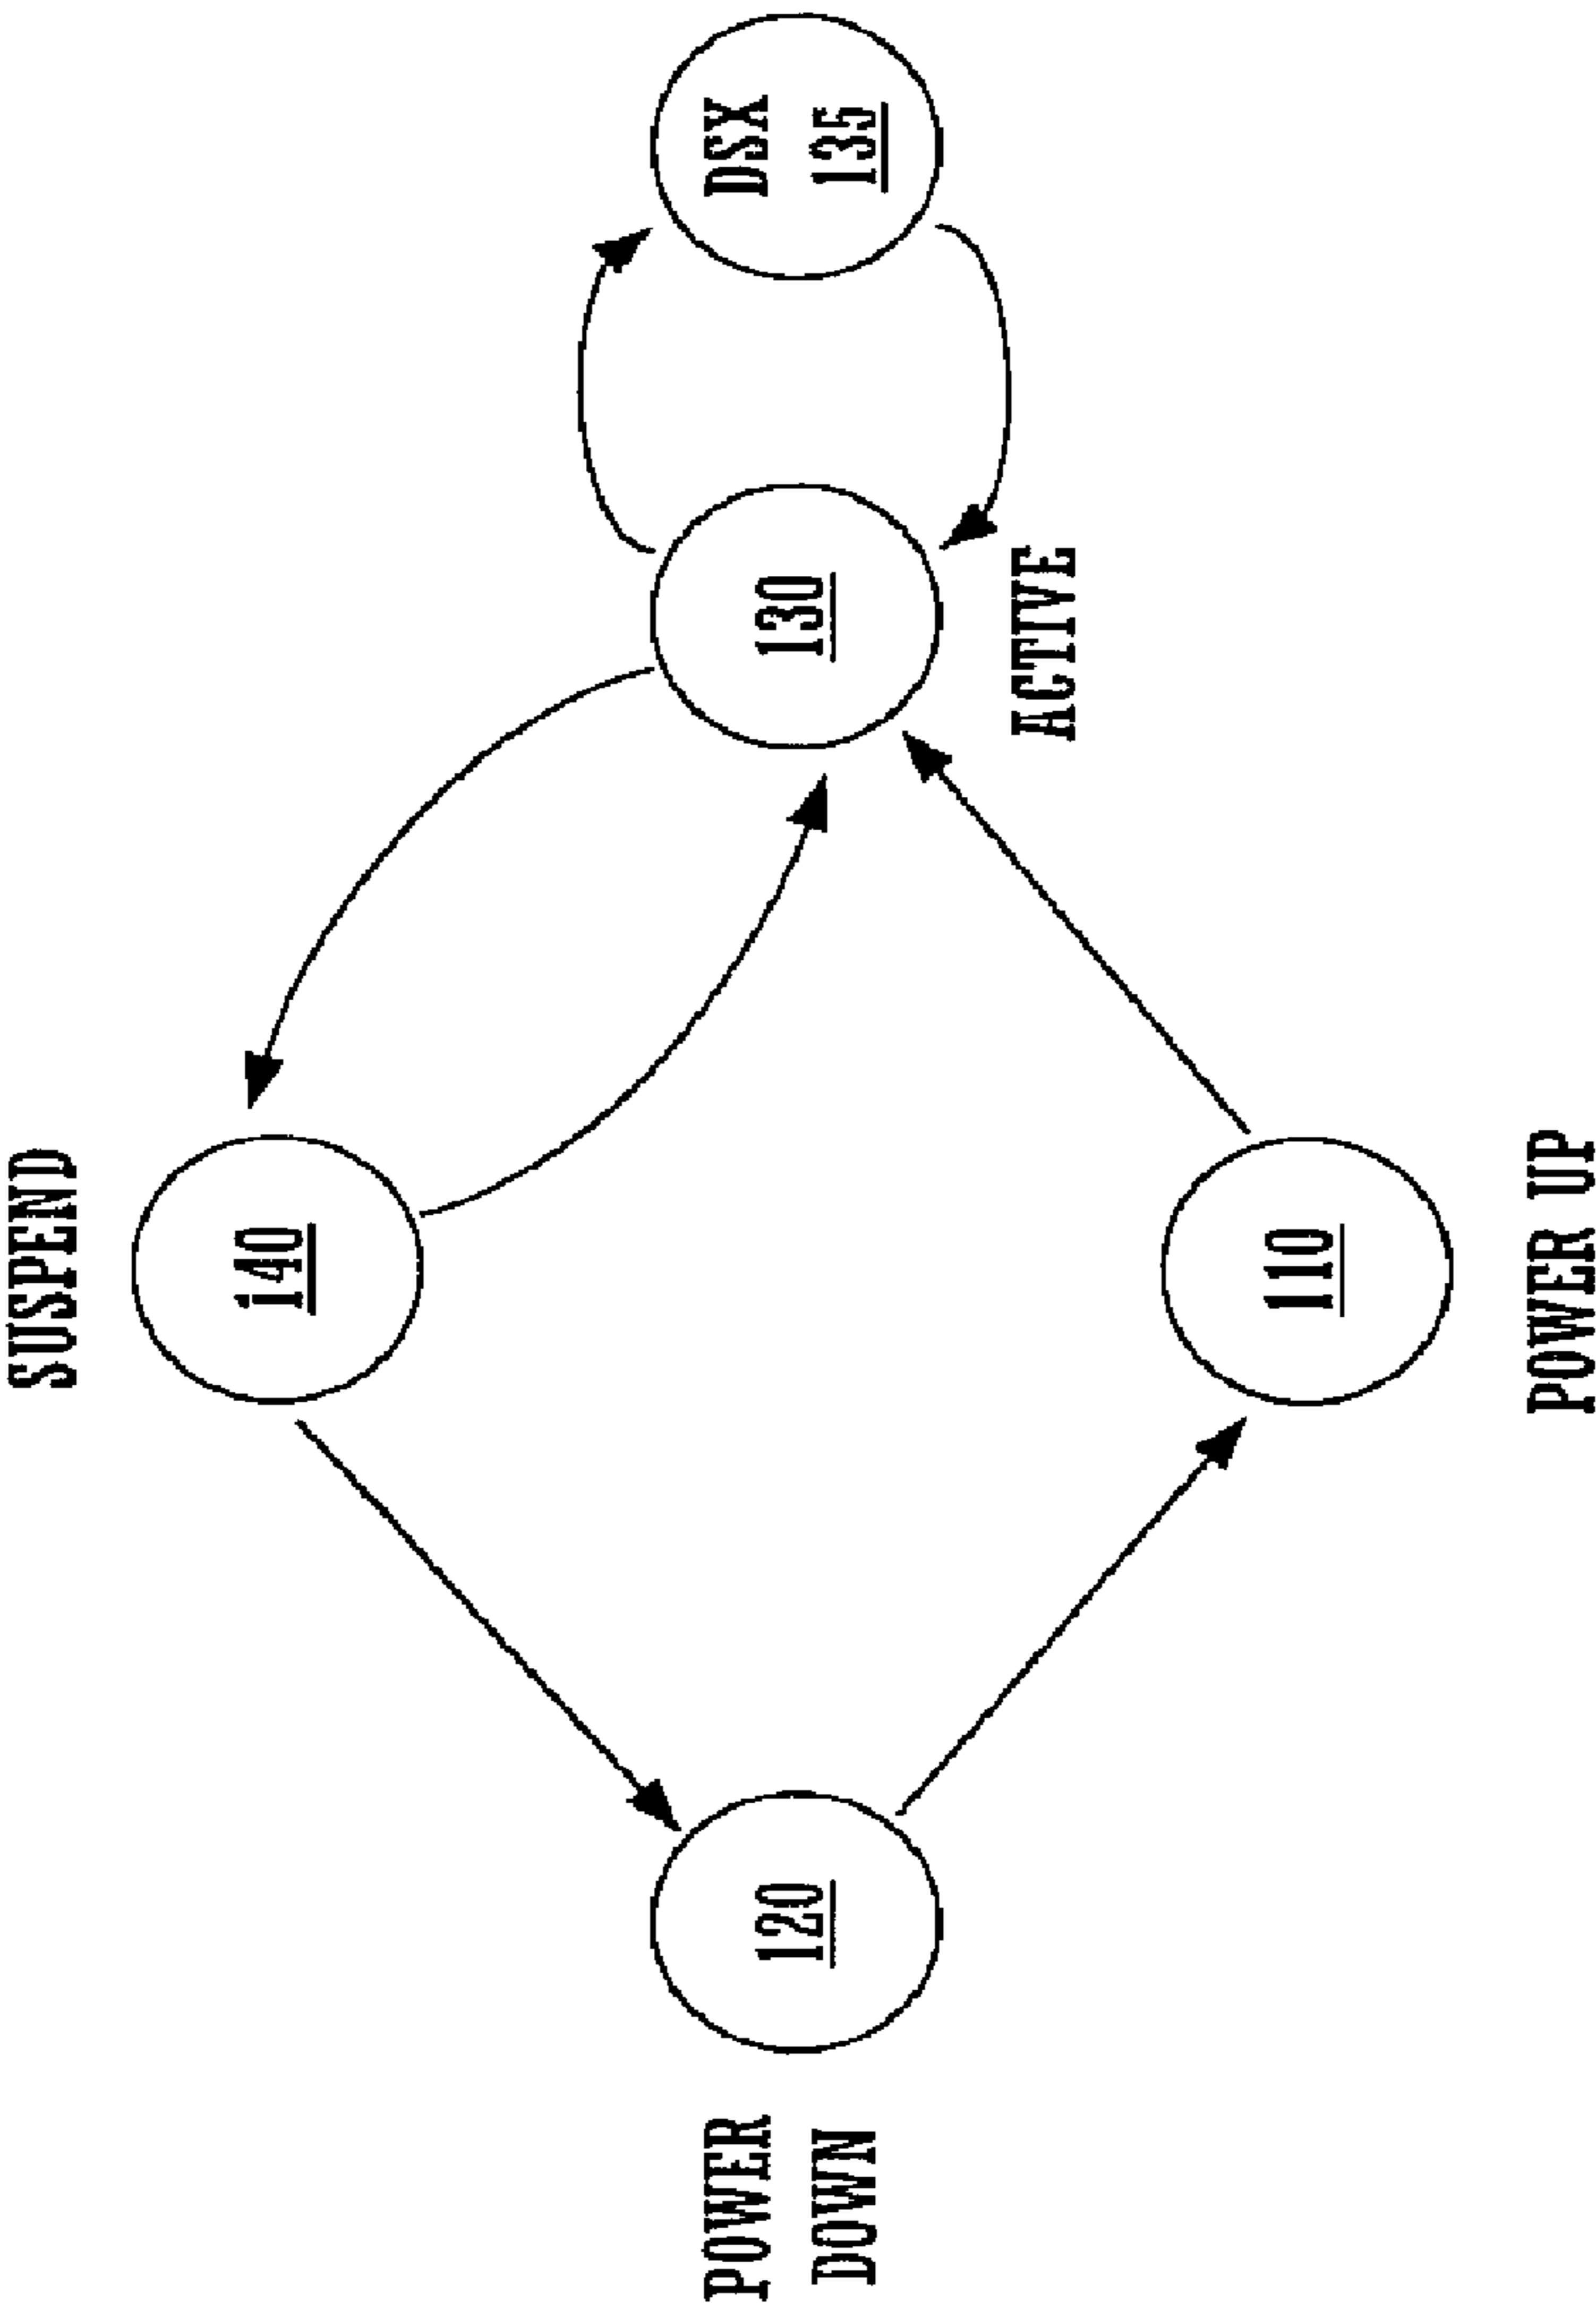 SUSPEND
140
POWER
DOWN
120
130
DSX
135
ACTIVE
110
POWER UP